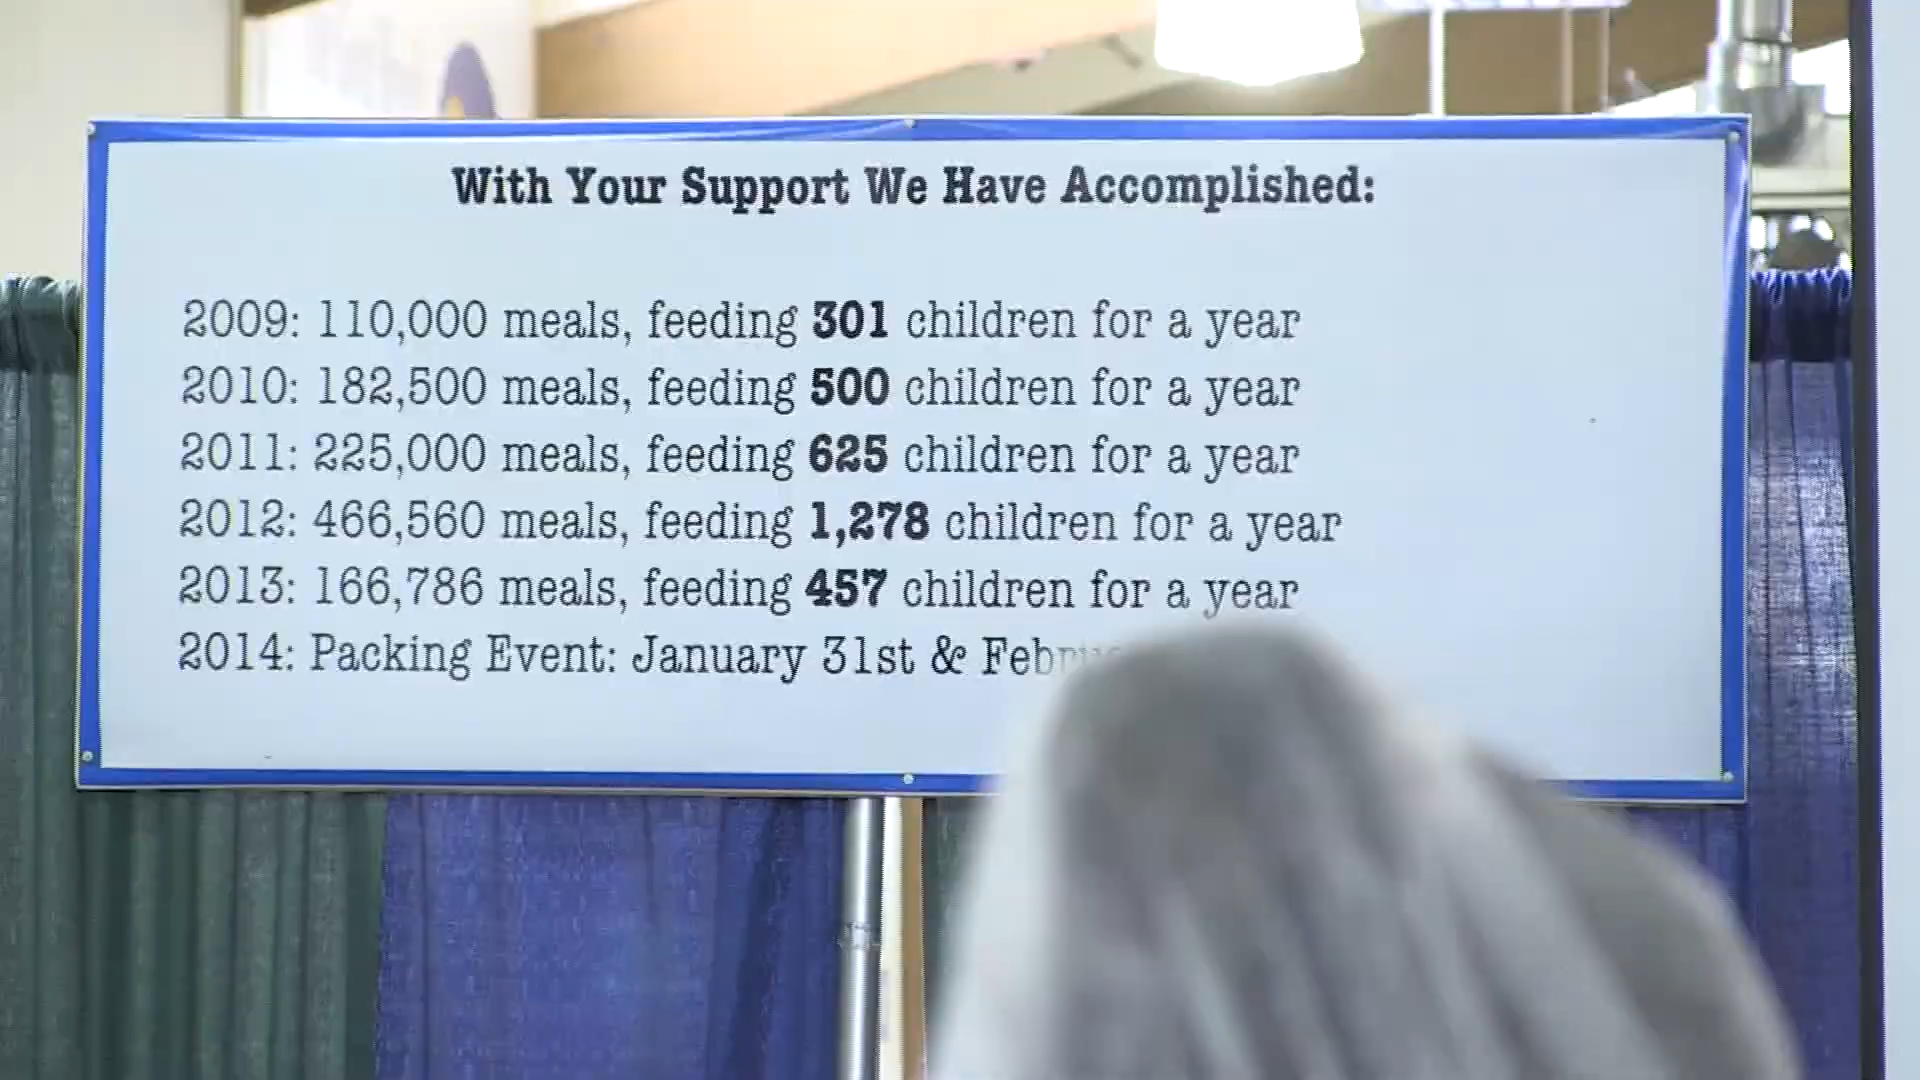 With Your Support We Have Accomplished:
2009: 110,000 meals, feeding 301 children for a year
2010: 182,500 meals, feeding 500 children for a year
2011: 225,000 meals, feeding 625 children for a year
2012: 466,560 meals, feeding 1,278 children for a year
2013: 166,786 meals, feeding 457 children for a year
2014: Packing Event: January 31st &